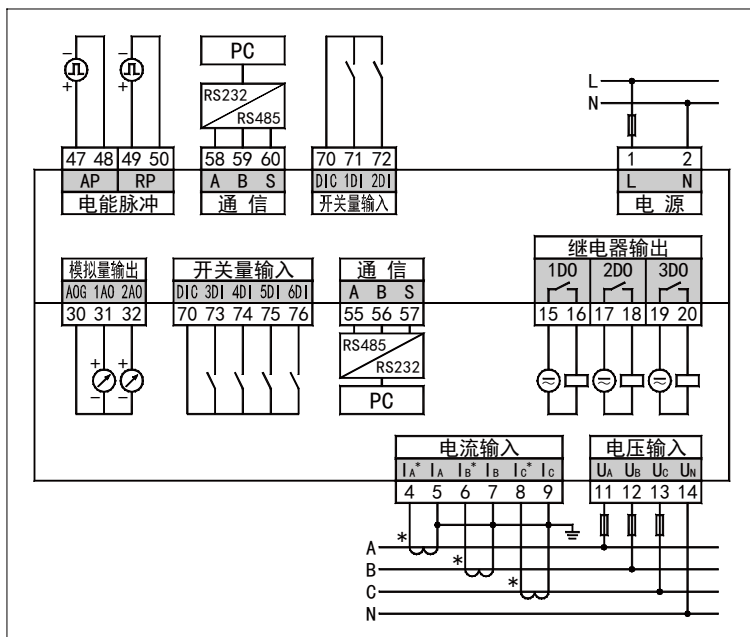 PC
RS232
RS485
L
N
47 48 49 50
AP RP
电能脉冲
58 59 60
A B S
通 信
70 71 72
DIC 1DI 2DI
开关量输入
1 2
L N
电 源
模拟量输出
AOG 1AO 2AO
30 31 32
开关量输入
DIC 3DI 4DI 5DI 6DI
70 73 74 75 76
通 信
A B S
55 56 57
RS485
RS232
PC
继电器输出
1DO 2DO 3DO
15 16 17 18 19 20
电流输入
IA* IA IB* IB IC* IC
4 5 6 7 8 9
电压输入
UA UB UC UN
11 12 13 14
A
B
C
N